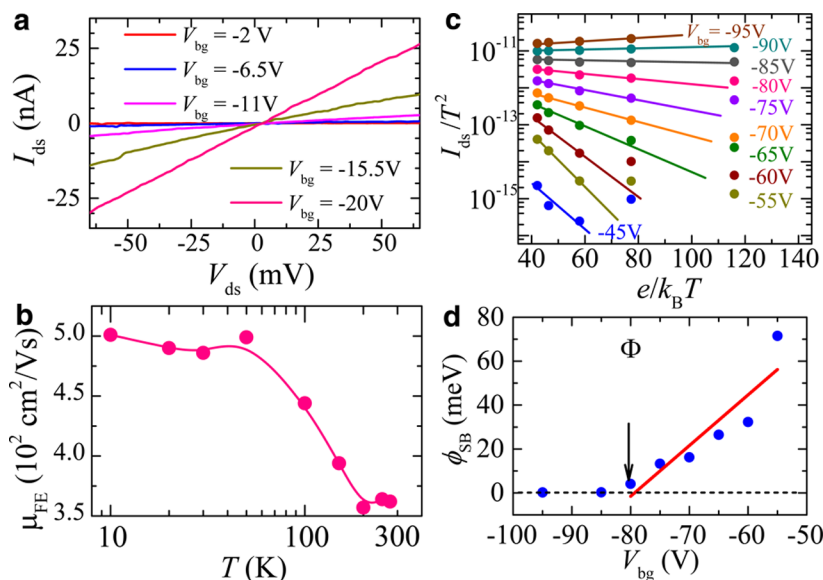 a
25
0
-25
I_ds (nA)
V_bg = -2 V
V_bg = -6.5V
V_bg = -11V
V_bg = -15.5V
V_bg = -20V
-50 -25 0 25 50
V_ds (mV)
c
10^-11
10^-13
10^-15
I_ds/T^2
V_bg = -95V
-90V
-85V
-80V
-75V
-70V
-65V
-60V
-55V
-45V
40 60 80 100 120 140
e/k_BT
b
5.0
4.5
4.0
3.5
μ_FE (10^2 cm^2/Vs)
10 100 300
T (K)
d
80
60
40
20
0
ϕ_SB (meV)
Φ
-100 -90 -80 -70 -60 -50
V_bg (V)